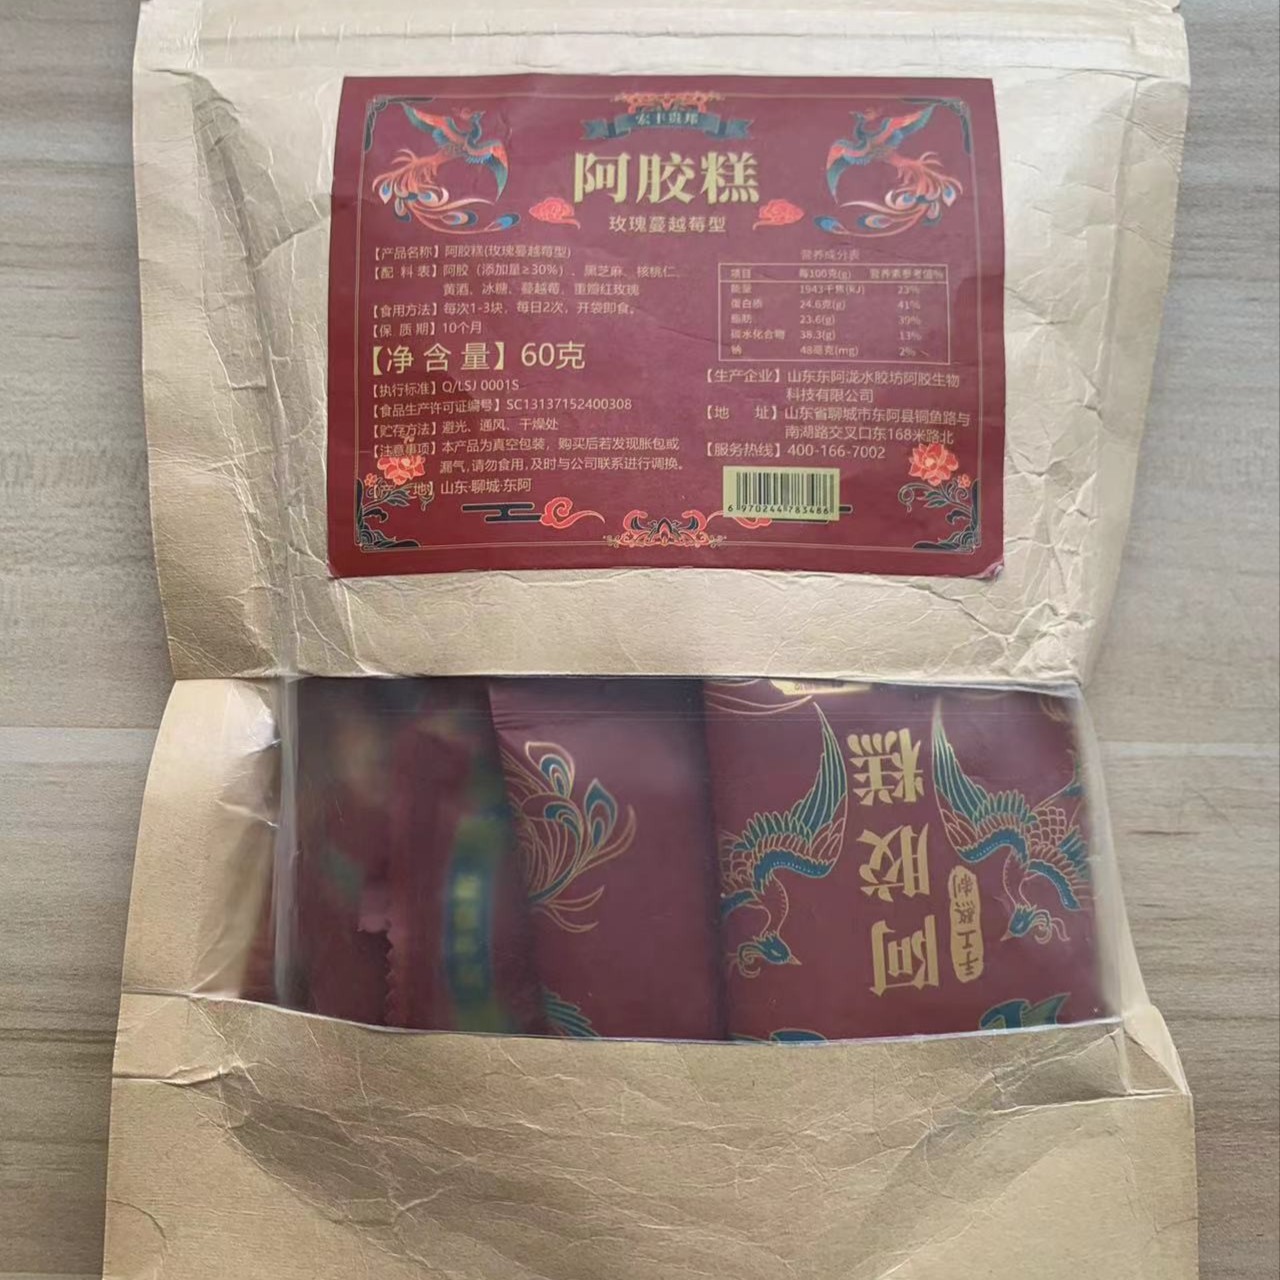 宏丰贵邦
阿胶糕
玫瑰蔓越莓型
【产品名称】阿胶糕(玫瑰蔓越莓型)
【配 料 表】阿胶（添加量≥30%）、黑芝麻、核桃仁、
黄酒、冰糖、蔓越莓、重瓣红玫瑰
【食用方法】每次1-3块，每日2次，开袋即食。
【保 质 期】10个月
【净 含 量】60克
【执行标准】Q/LSJ 0001S
【食品生产许可证编号】SC13137152400308
【贮存方法】避光、通风、干燥处
【注意事项】本产品为真空包装，购买后若发现胀包或
漏气,请勿食用,及时与公司联系进行调换。
【产 地】山东·聊城·东阿
营养成分表
项目 每100克(g) 营养素参考值%
能量 1943千焦(KJ) 23%
蛋白质 24.6克(g) 41%
脂肪 23.6(g) 39%
碳水化合物 38.3(g) 13%
钠 48毫克(mg) 2%
【生产企业】山东东阿泷水胶坊阿胶生物
科技有限公司
【地 址】山东省聊城市东阿县铜鱼路与
南湖路交叉口东168米路北
【服务热线】400-166-7002
6 970244 783486
阿胶糕
手工熬制